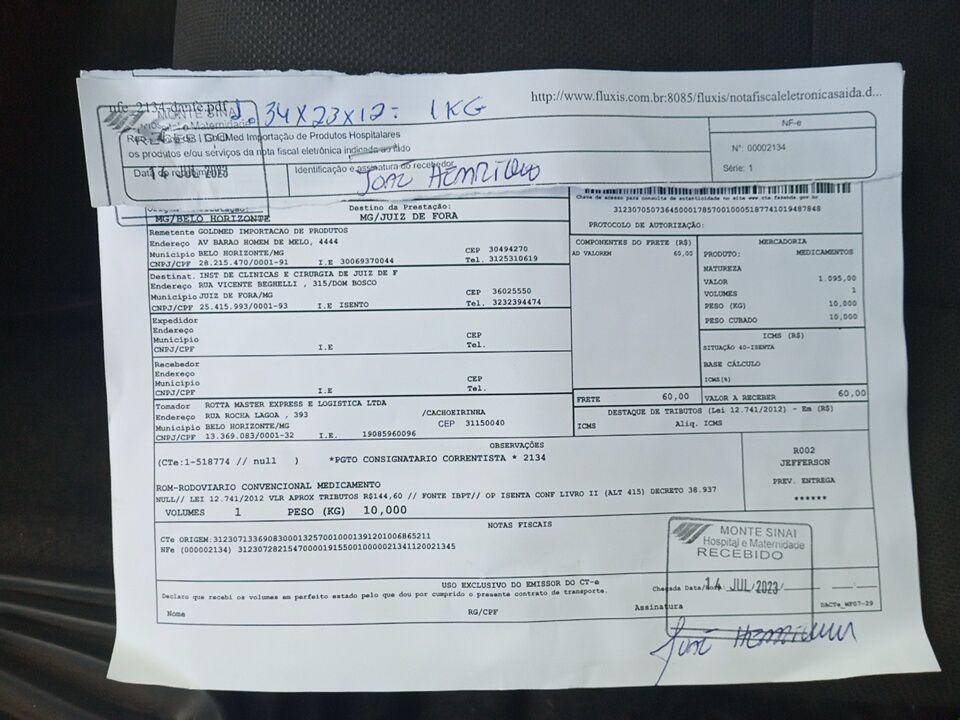 nfe_2134-danfe.pdf
34X23X12= 1KG
http://www.fluxis.com.br:8085/fluxis/notafiscaleletronicasaida.d...
MONTE SINAI
Hospital e Maternidade
RECEBIDO
GoldMed Importação de Produtos Hospitalares
os produtos e/ou serviços da nota fiscal eletrônica indicada ao lado
NF-e
N°: 00002134
Série: 1
Data de recebimento
JUL 2023
Identificação e assinatura do recebedor
José Henrique
Chave de acesso para consulta de autenticidade no site www.cte.fazenda.gov.br
31230705073645000178570010005187741019487848
PROTOCOLO DE AUTORIZAÇÃO:
MG/BELO HORIZONTE
Destino da Prestação:
MG/JUIZ DE FORA
Remetente GOLDMED IMPORTACAO DE PRODUTOS
Endereço AV BARAO HOMEM DE MELO, 4444
Municipio BELO HORIZONTE/MG CEP 30494270
CNPJ/CPF 28.215.470/0001-91 I.E 30069370044 Tel. 3125310619
Destinat. INST DE CLINICAS E CIRURGIA DE JUIZ DE F
Endereço RUA VICENTE BEGHELLI , 315/DOM BOSCO
Municipio JUIZ DE FORA/MG CEP 36025550
CNPJ/CPF 25.415.993/0001-93 I.E ISENTO Tel. 3232394474
Expedidor
Endereço
Municipio CEP
CNPJ/CPF I.E Tel.
Recebedor
Endereço
Municipio CEP
CNPJ/CPF I.E Tel.
Tomador ROTTA MASTER EXPRESS E LOGISTICA LTDA
Endereço RUA ROCHA LAGOA , 393 /CACHOEIRINHA
Municipio BELO HORIZONTE/MG CEP 31150040
CNPJ/CPF 13.369.083/0001-32 I.E. 19085960096
COMPONENTES DO FRETE (R$)
AD VALOREM 60,00
MERCADORIA
PRODUTO: MEDICAMENTOS
NATUREZA
VALOR 1.095,00
VOLUMES 1
PESO (KG) 10,000
PESO CUBADO 10,000
ICMS (R$)
SITUAÇÃO 40-ISENTA
BASE CÁLCULO
ICMS(%)
FRETE 60,00 VALOR A RECEBER 60,00
DESTAQUE DE TRIBUTOS (Lei 12.741/2012) - Em (R$)
ICMS Aliq. ICMS
OBSERVAÇÕES
(CTe:1-518774 // null ) *PGTO CONSIGNATARIO CORRENTISTA * 2134
R002
JEFFERSON
PREV. ENTREGA
******
ROM-RODOVIARIO CONVENCIONAL MEDICAMENTO
NULL// LEI 12.741/2012 VLR APROX TRIBUTOS R$144,60 // FONTE IBPT// OP ISENTA CONF LIVRO II (ALT 415) DECRETO 38.937
VOLUMES 1 PESO (KG) 10,000
NOTAS FISCAIS
CTe ORIGEM:31230713369083000132570010001391201006865211
NFe (000002134) 31230728215470000191550010000021341120021345
MONTE SINAI
Hospital e Maternidade
RECEBIDO
14 JUL 2023
USO EXCLUSIVO DO EMISSOR DO CT-e
Declaro que recebi os volumes em perfeito estado pelo que dou por cumprido o presente contrato de transporte.
Chegada Data/Hora:
Nome RG/CPF Assinatura
DACTe_WF07-29
José Henrique